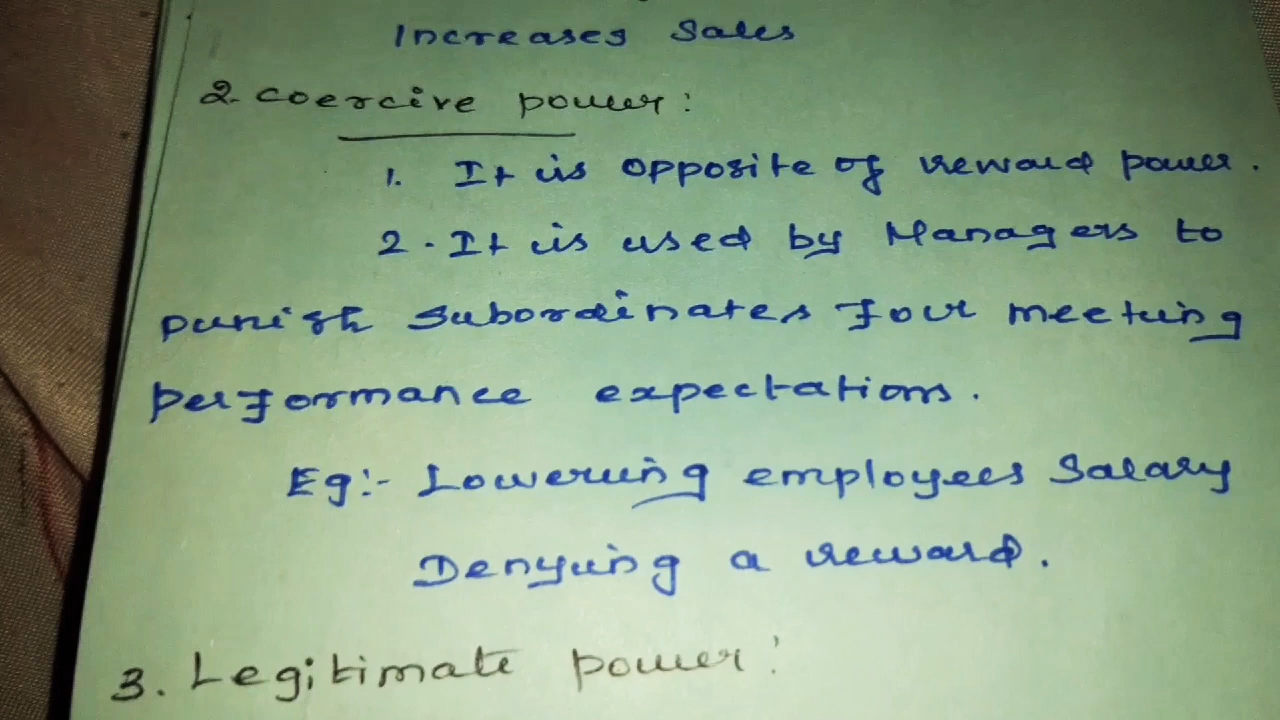 Increases Sales
2. coercive power:
1. It is opposite of reward power.
2. It is used by Managers to
punish subordinates for meeting
performance expectations.
Eg:- Lowering employees salary
Denying a reward.
3. Legitimate power: